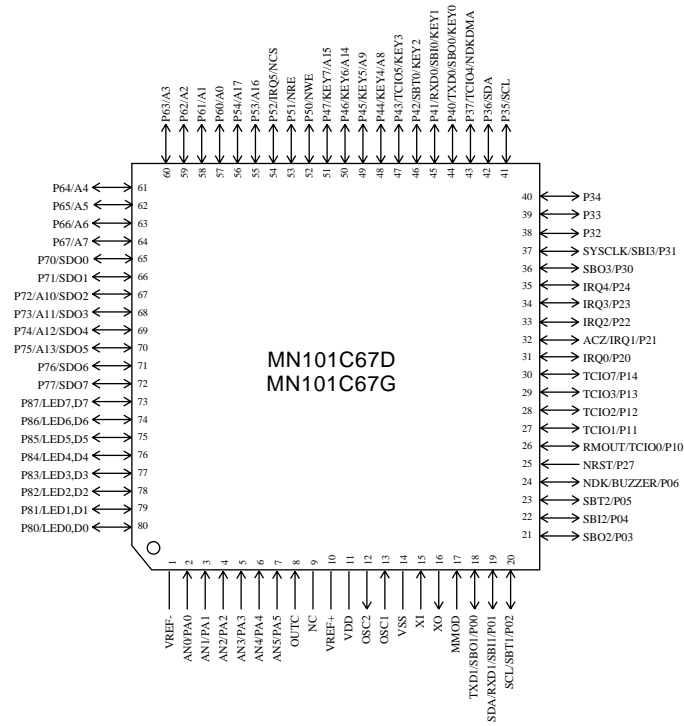 P63/A3
P62/A2
P61/A1
P60/A0
P54/A17
P53/A16
P52/IRQ5/NCS
P51/NRE
P50/NWE
P47/KEY7/A15
P46/KEY6/A14
P45/KEY5/A9
P44/KEY4/A8
P43/TCIO5/KEY3
P42/SBT0/KEY2
P41/RXD0/SBI0/KEY1
P40/TXD0/SBO0/KEY0
P37/TCIO4/NDKDMA
P36/SDA
P35/SCL
60
59
58
57
56
55
54
53
52
51
50
49
48
47
46
45
44
43
42
41
P64/A4 61
P65/A5 62
P66/A6 63
P67/A7 64
P70/SDO0 65
P71/SDO1 66
P72/A10/SDO2 67
P73/A11/SDO3 68
P74/A12/SDO4 69
P75/A13/SDO5 70
P76/SDO6 71
P77/SDO7 72
P87/LED7,D7 73
P86/LED6,D6 74
P85/LED5,D5 75
P84/LED4,D4 76
P83/LED3,D3 77
P82/LED2,D2 78
P81/LED1,D1 79
P80/LED0,D0 80
MN101C67D
MN101C67G
40 P34
39 P33
38 P32
37 SYSCLK/SBI3/P31
36 SBO3/P30
35 IRQ4/P24
34 IRQ3/P23
33 IRQ2/P22
32 ACZ/IRQ1/P21
31 IRQ0/P20
30 TCIO7/P14
29 TCIO3/P13
28 TCIO2/P12
27 TCIO1/P11
26 RMOUT/TCIO0/P10
25 NRST/P27
24 NDK/BUZZER/P06
23 SBT2/P05
22 SBI2/P04
21 SBO2/P03
1
2
3
4
5
6
7
8
9
10
11
12
13
14
15
16
17
18
19
20
VREF-
AN0/PA0
AN1/PA1
AN2/PA2
AN3/PA3
AN4/PA4
AN5/PA5
OUTC
NC
VREF+
VDD
OSC2
OSC1
VSS
XI
XO
MMOD
TXD1/SBO1/P00
SDA/RXD1/SBI1/P01
SCL/SBT1/P02